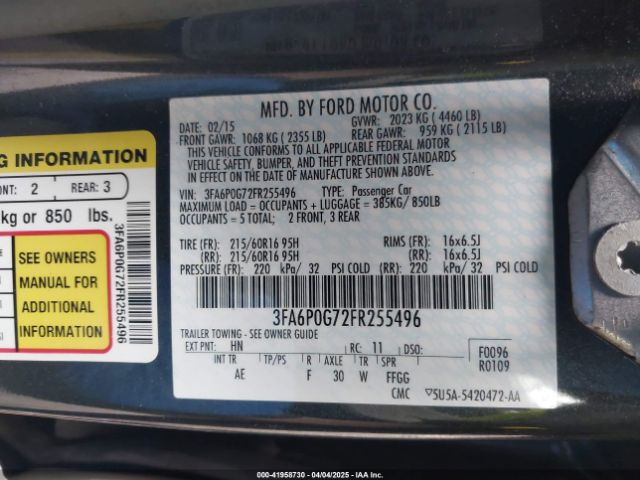 MFD. BY FORD MOTOR CO.
DATE: 02/15 GVWR: 2023 KG ( 4460 LB)
FRONT GAWR: 1068 KG ( 2355 LB) REAR GAWR: 959 KG ( 2115 LB)
THIS VEHICLE CONFORMS TO ALL APPLICABLE FEDERAL MOTOR
VEHICLE SAFETY, BUMPER, AND THEFT PREVENTION STANDARDS
IN EFFECT ON THE DATE OF MANUFACTURE SHOWN ABOVE.
VIN: 3FA6P0G72FR255496 TYPE: Passenger Car
MAXIMUM LOAD = OCCUPANTS + LUGGAGE = 385KG/ 850LB
OCCUPANTS = 5 TOTAL; 2 FRONT, 3 REAR
TIRE (FR): 215/60R16 95H RIMS (FR): 16x6.5J
(RR): 215/60R16 95H (RR): 16x6.5J
PRESSURE (FR): 220 kPa/ 32 PSI COLD (RR): 220 kPa/ 32 PSI COLD
3FA6P0G72FR255496
TRAILER TOWING - SEE OWNER GUIDE
EXT PNT: HN RC: 11 DSO:
F0096
R0109
INT TR TP/PS R AXLE TR SPR
AE F 30 W FFGG
CMC ▽5U5A-5420472-AA
G INFORMATION
NT: 2 REAR: 3
kg or 850 lbs.
SEE OWNERS
MANUAL FOR
ADDITIONAL
INFORMATION
3FA6P0G72FR255496
000-41958730 - 04/04/2025 - IAAI.COM